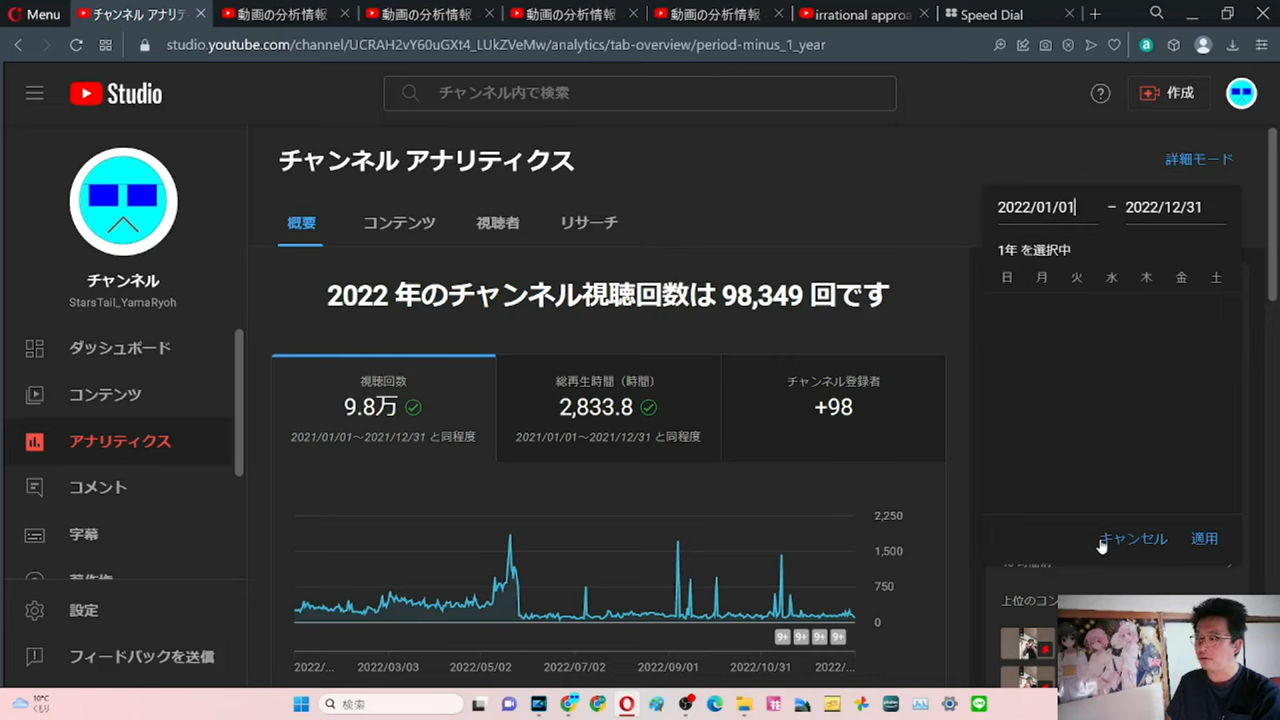 Menu
チャンネル アナリテ
動画の分析情報
動画の分析情報
動画の分析情報
動画の分析情報
irrational approa
Speed Dial
studio.youtube.com/channel/UCRAH2vY60uGXt4_LUkZVeMw/analytics/tab-overview/period-minus_1_year
Studio
チャンネル内で検索
作成
チャンネル アナリティクス
詳細モード
概要
コンテンツ
視聴者
リサーチ
2022/01/01 – 2022/12/31
1年 を選択中
日 月 火 水 木 金 土
チャンネル
StarsTail_YamaRyoh
2022 年のチャンネル視聴回数は 98,349 回です
ダッシュボード
コンテンツ
アナリティクス
コメント
字幕
設定
フィードバックを送信
視聴回数
9.8万
2021/01/01～2021/12/31 と同程度
総再生時間（時間）
2,833.8
2021/01/01～2021/12/31 と同程度
チャンネル登録者
+98
2,250
1,500
750
0
9+ 9+ 9+ 9+
2022/...
2022/03/03
2022/05/02
2022/07/02
2022/09/01
2022/10/31
2022/...
キャンセル
適用
上位のコン
10°C
くもり
検索